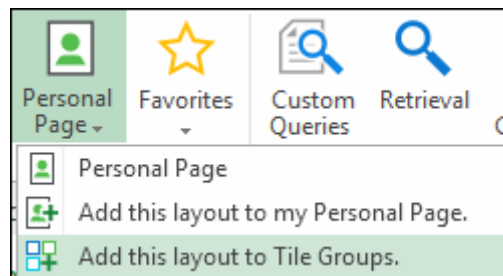 Personal Favorites Custom Retrieval
Page Queries
Personal Page
Add this layout to my Personal Page.
Add this layout to Tile Groups.